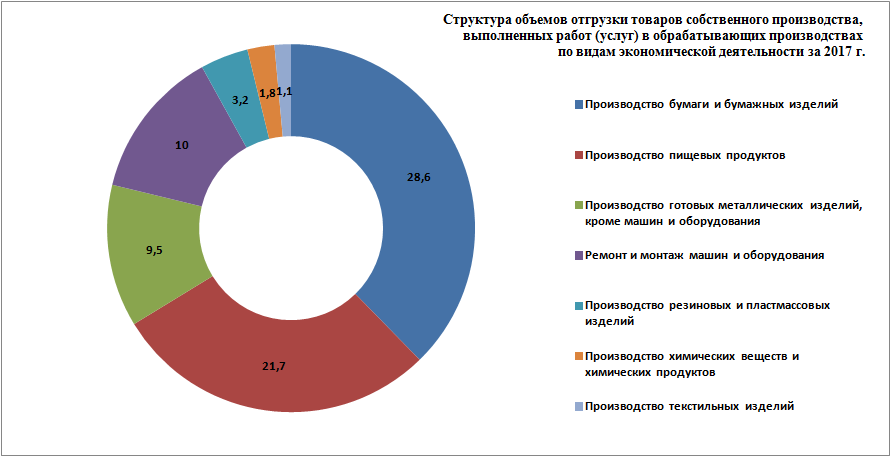 Структура объемов отгрузки товаров собственного производства,
выполненных работ (услуг) в обрабатывающих производствах
по видам экономической деятельности за 2017 г.
28,6
21,7
9,5
10
3,2
1,8
1,1
Производство бумаги и бумажных изделий
Производство пищевых продуктов
Производство готовых металлических изделий,
кроме машин и оборудования
Ремонт и монтаж машин и оборудования
Производство резиновых и пластмассовых
изделий
Производство химических веществ и
химических продуктов
Производство текстильных изделий